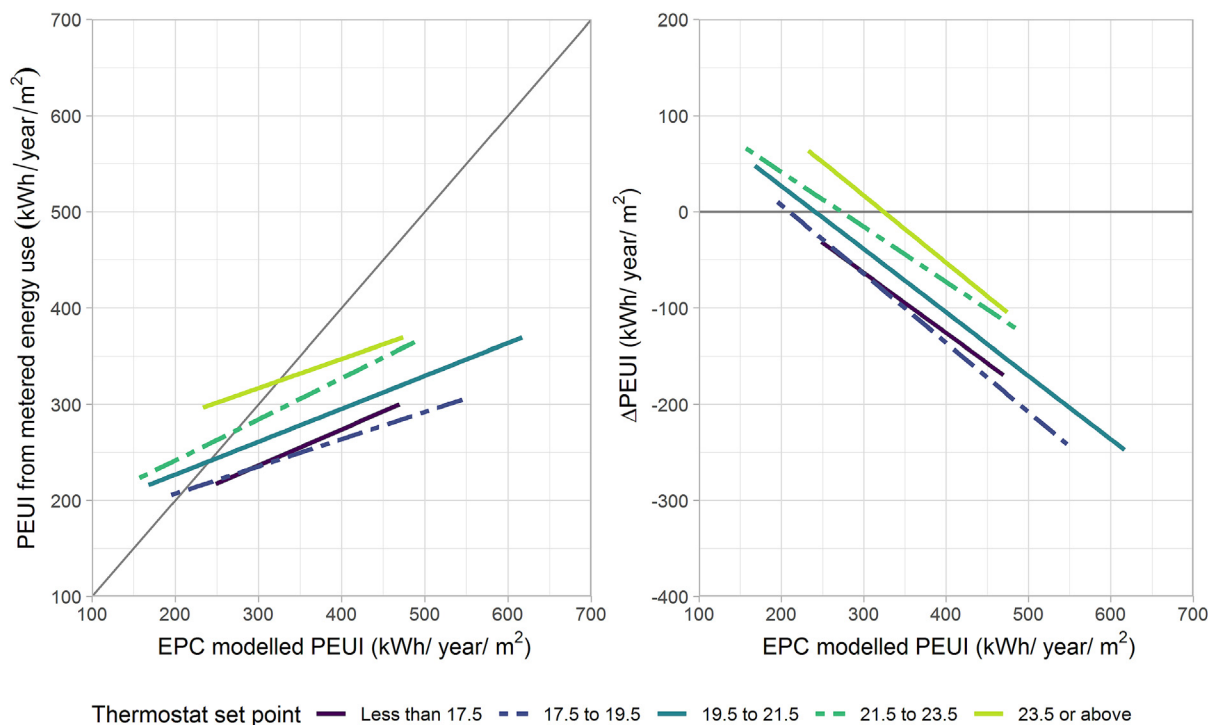 700
600
500
400
300
200
100
PEUI from metered energy use (kWh/year/m²)
100 200 300 400 500 600 700
EPC modelled PEUI (kWh/ year/ m²)
200
100
0
-100
-200
-300
-400
ΔPEUI (kWh/ year/ m²)
100 200 300 400 500 600 700
EPC modelled PEUI (kWh/ year/ m²)
Thermostat set point Less than 17.5 17.5 to 19.5 19.5 to 21.5 21.5 to 23.5 23.5 or above